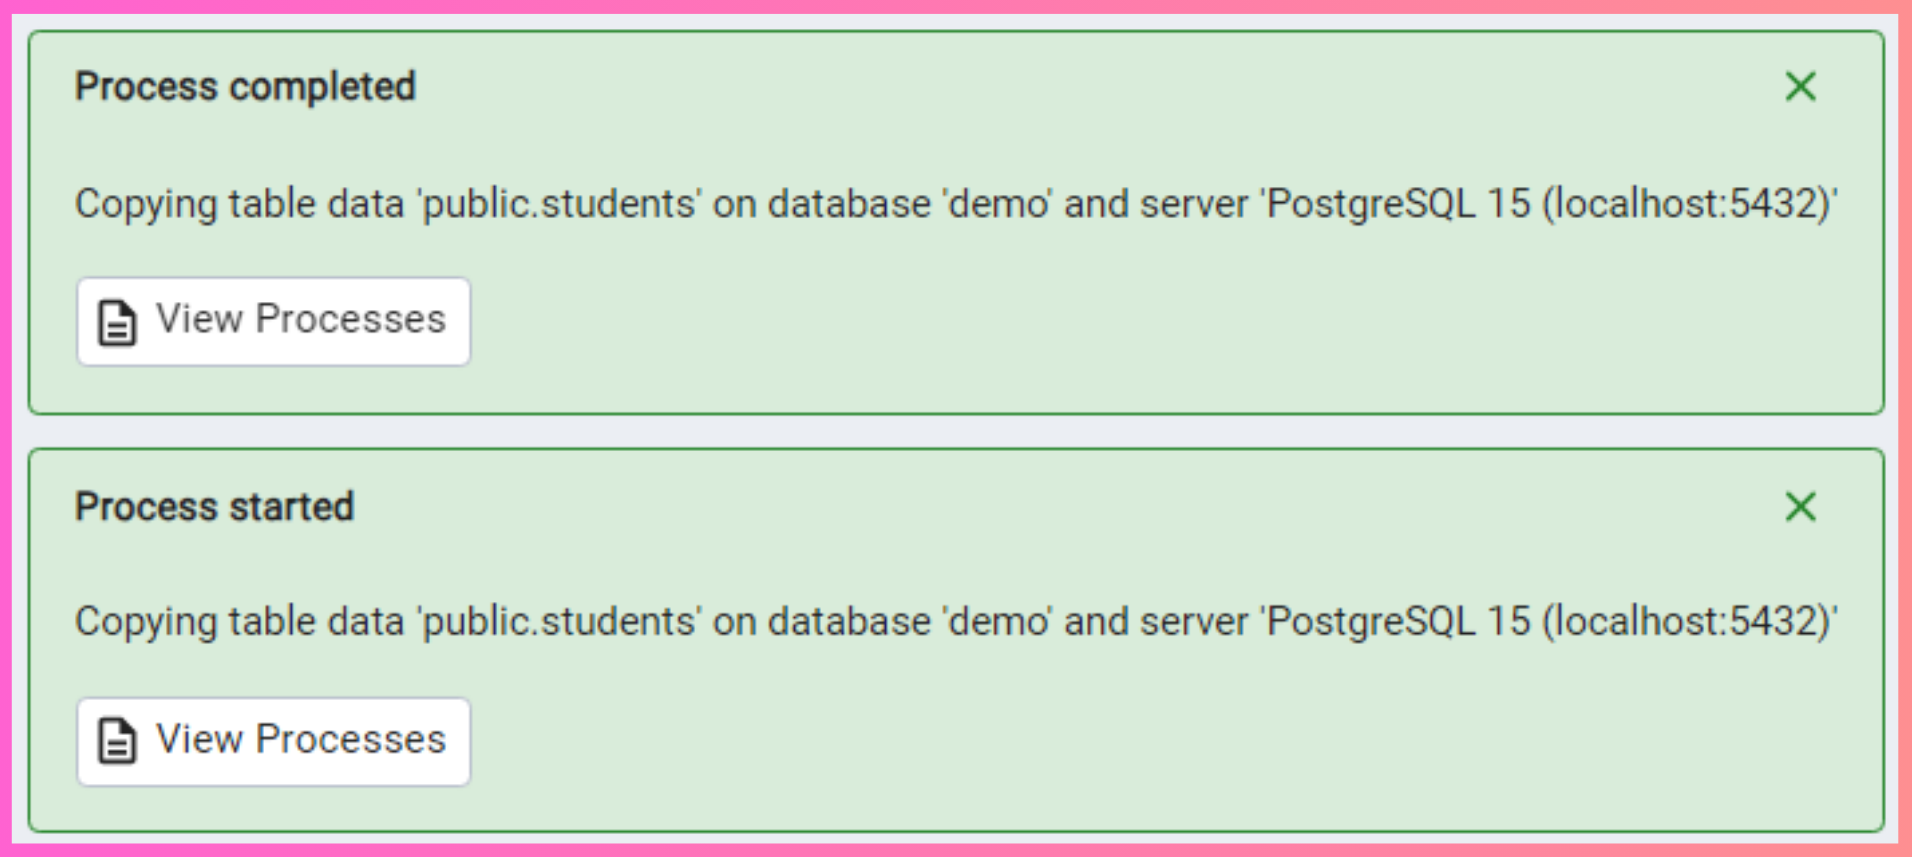 Process completed
Copying table data 'public.students' on database 'demo' and server 'PostgreSQL 15 (localhost:5432)'
View Processes
Process started
Copying table data 'public.students' on database 'demo' and server 'PostgreSQL 15 (localhost:5432)'
View Processes